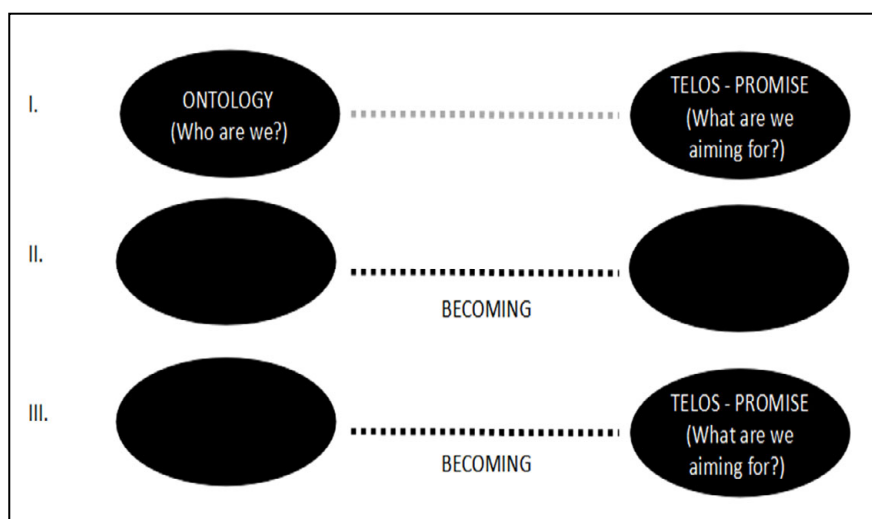 I.
ONTOLOGY
(Who are we?)
TELOS - PROMISE
(What are we
aiming for?)
II.
BECOMING
III.
BECOMING
TELOS - PROMISE
(What are we
aiming for?)